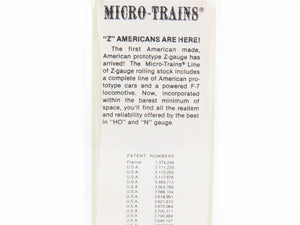 MICRO-TRAINS
"Z" AMERICANS ARE HERE!
The first American made,
American prototype Z-gauge has
arrived! The Micro-Trains® Line
of Z-gauge rolling stock includes
a complete line of American pro-
totype cars and a powered F-7
locomotive. Now, incorporated
within the barest minimum of
space, you'll find all the realism
and reliability offered by the best
in "HO" and "N" gauge.
PATENT NUMBERS
France
U.S.A.
U.S.A.
U.S.A.
U.S.A.
U.S.A.
U.S.A.
U.S.A.
U.S.A.
U.S.A.
U.S.A.
U.S.A.
U.S.A.
U.S.A.